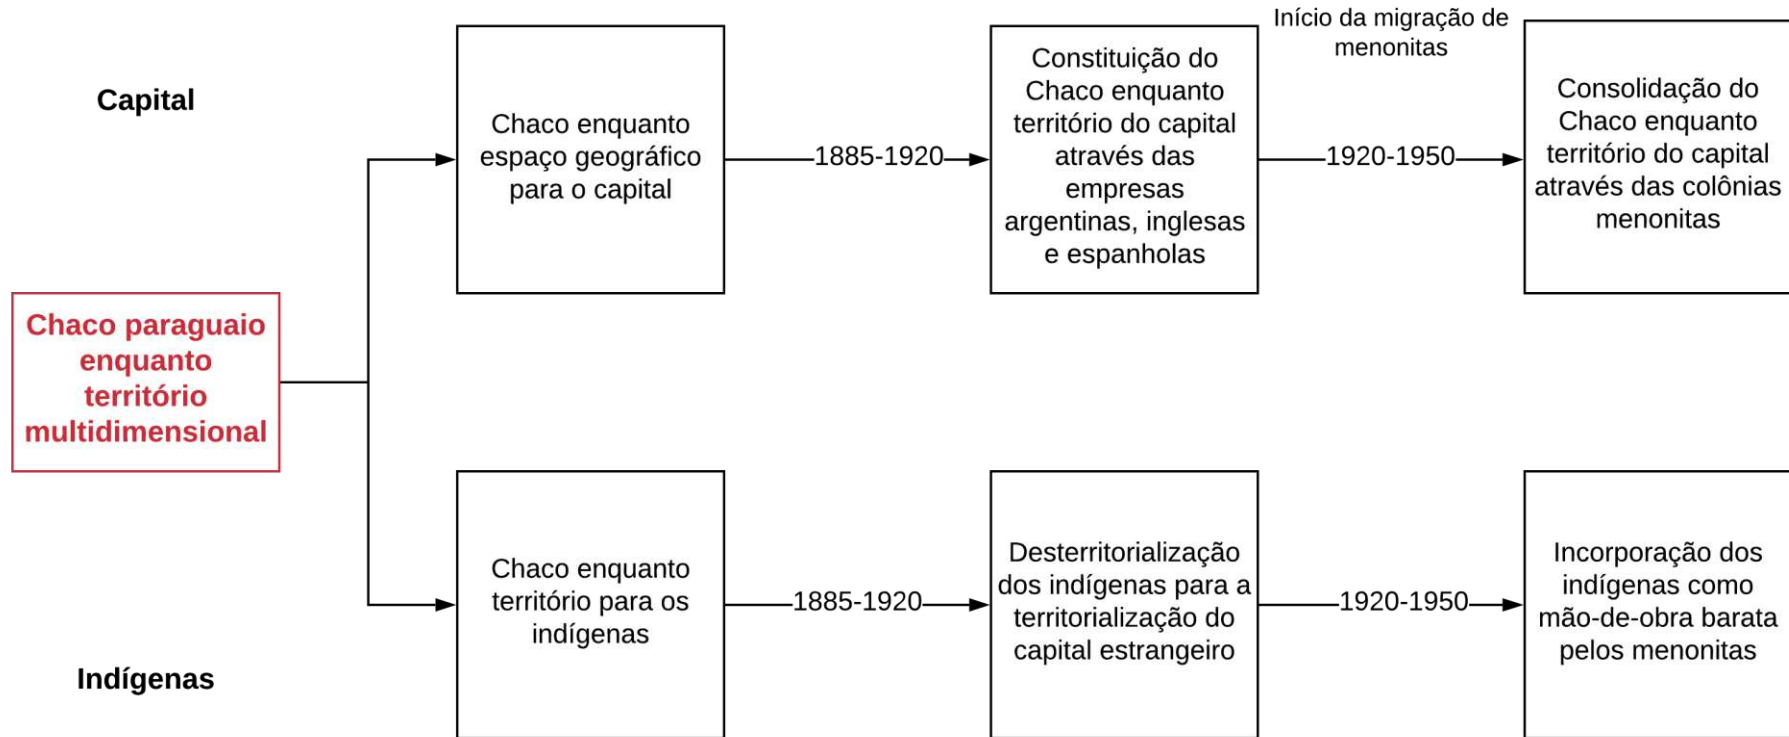 Capital
Chaco enquanto
espaço geográfico
para o capital
1885-1920
Constituição do
Chaco enquanto
território do capital
através das
empresas
argentinas, inglesas
e espanholas
Início da migração de
menonitas
1920-1950
Consolidação do
Chaco enquanto
território do capital
através das colônias
menonitas
Chaco paraguaio
enquanto
território
multidimensional
Indígenas
Chaco enquanto
território para os
indígenas
1885-1920
Desterritorialização
dos indígenas para a
territorialização do
capital estrangeiro
1920-1950
Incorporação dos
indígenas como
mão-de-obra barata
pelos menonitas